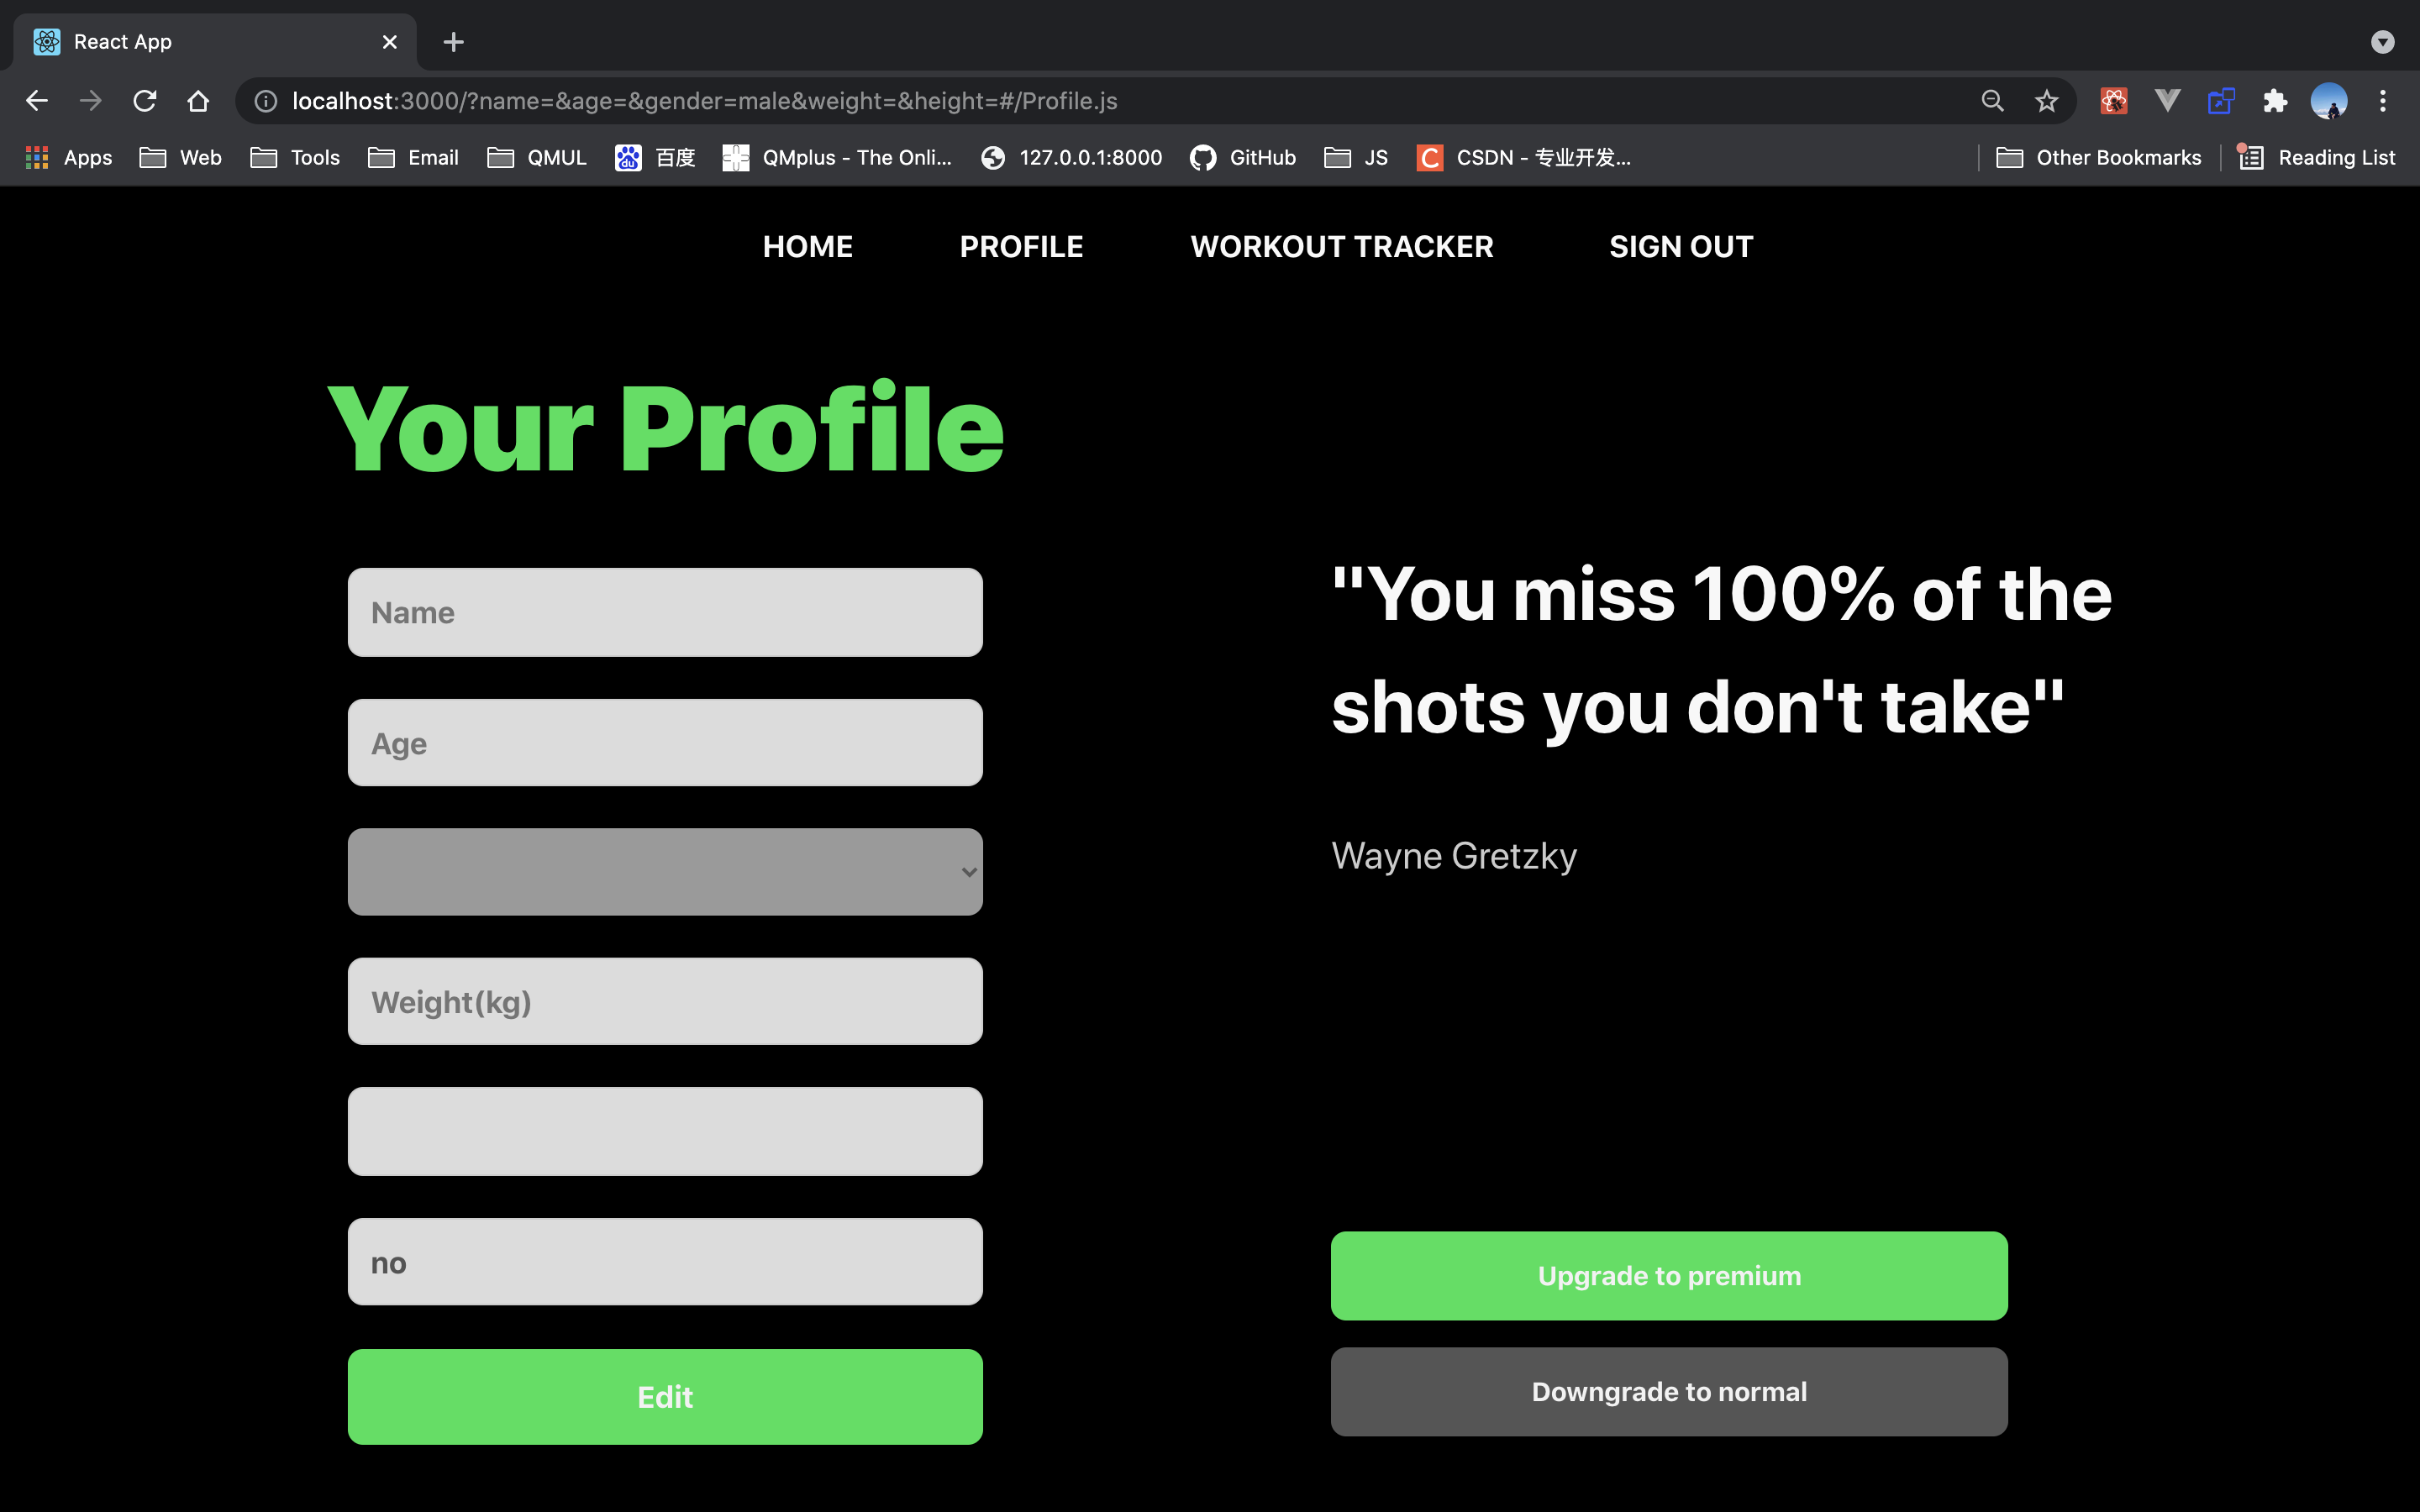 React App
localhost:3000/?name=&age=&gender=male&weight=&height=#/Profile.js
Apps Web Tools Email QMUL 百度 QMplus - The Onli... 127.0.0.1:8000 GitHub JS CSDN - 专业开发... Other Bookmarks Reading List
HOME PROFILE WORKOUT TRACKER SIGN OUT
Your Profile
Name
Age
Weight(kg)
no
Edit
"You miss 100% of the
shots you don't take"
Wayne Gretzky
Upgrade to premium
Downgrade to normal